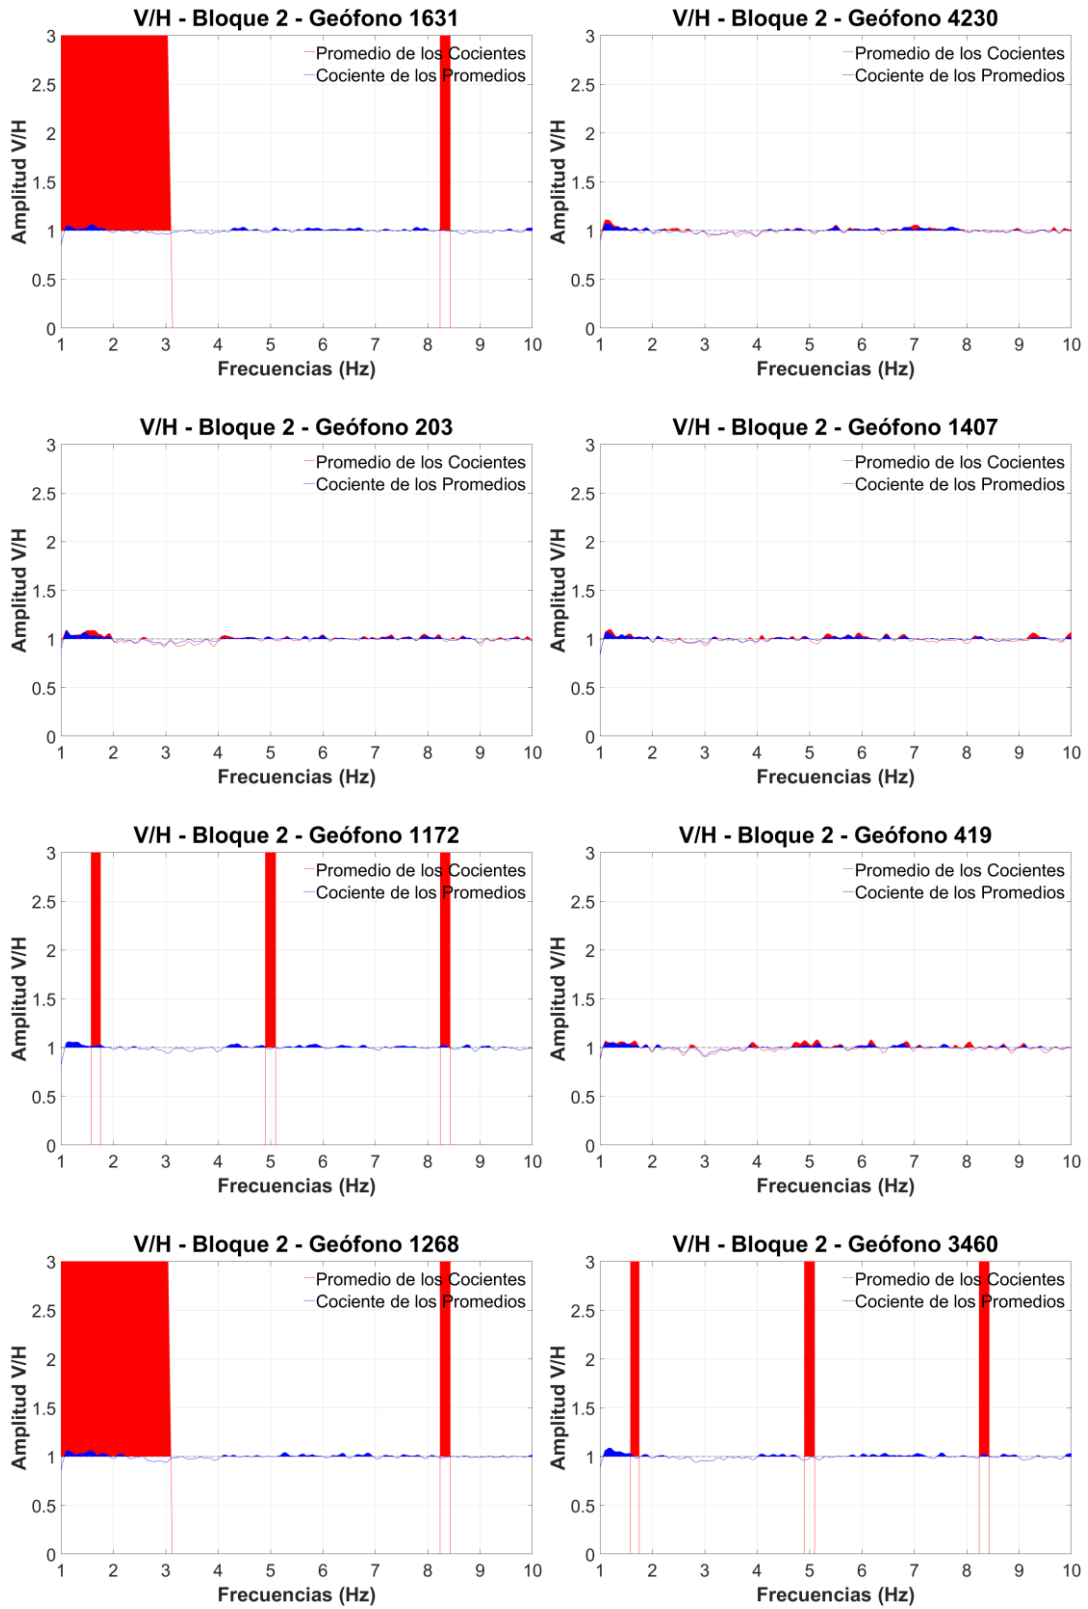 V/H - Bloque 2 - Geófono 1631
Promedio de los Cocientes
Cociente de los Promedios
Amplitud V/H
3
2.5
2
1.5
1
0.5
0
1 2 3 4 5 6 7 8 9 10
Frecuencias (Hz)
V/H - Bloque 2 - Geófono 4230
Promedio de los Cocientes
Cociente de los Promedios
Amplitud V/H
3
2.5
2
1.5
1
0.5
0
1 2 3 4 5 6 7 8 9 10
Frecuencias (Hz)
V/H - Bloque 2 - Geófono 203
Promedio de los Cocientes
Cociente de los Promedios
Amplitud V/H
3
2.5
2
1.5
1
0.5
0
1 2 3 4 5 6 7 8 9 10
Frecuencias (Hz)
V/H - Bloque 2 - Geófono 1407
Promedio de los Cocientes
Cociente de los Promedios
Amplitud V/H
3
2.5
2
1.5
1
0.5
0
1 2 3 4 5 6 7 8 9 10
Frecuencias (Hz)
V/H - Bloque 2 - Geófono 1172
Promedio de los Cocientes
Cociente de los Promedios
Amplitud V/H
3
2.5
2
1.5
1
0.5
0
1 2 3 4 5 6 7 8 9 10
Frecuencias (Hz)
V/H - Bloque 2 - Geófono 419
Promedio de los Cocientes
Cociente de los Promedios
Amplitud V/H
3
2.5
2
1.5
1
0.5
0
1 2 3 4 5 6 7 8 9 10
Frecuencias (Hz)
V/H - Bloque 2 - Geófono 1268
Promedio de los Cocientes
Cociente de los Promedios
Amplitud V/H
3
2.5
2
1.5
1
0.5
0
1 2 3 4 5 6 7 8 9 10
Frecuencias (Hz)
V/H - Bloque 2 - Geófono 3460
Promedio de los Cocientes
Cociente de los Promedios
Amplitud V/H
3
2.5
2
1.5
1
0.5
0
1 2 3 4 5 6 7 8 9 10
Frecuencias (Hz)